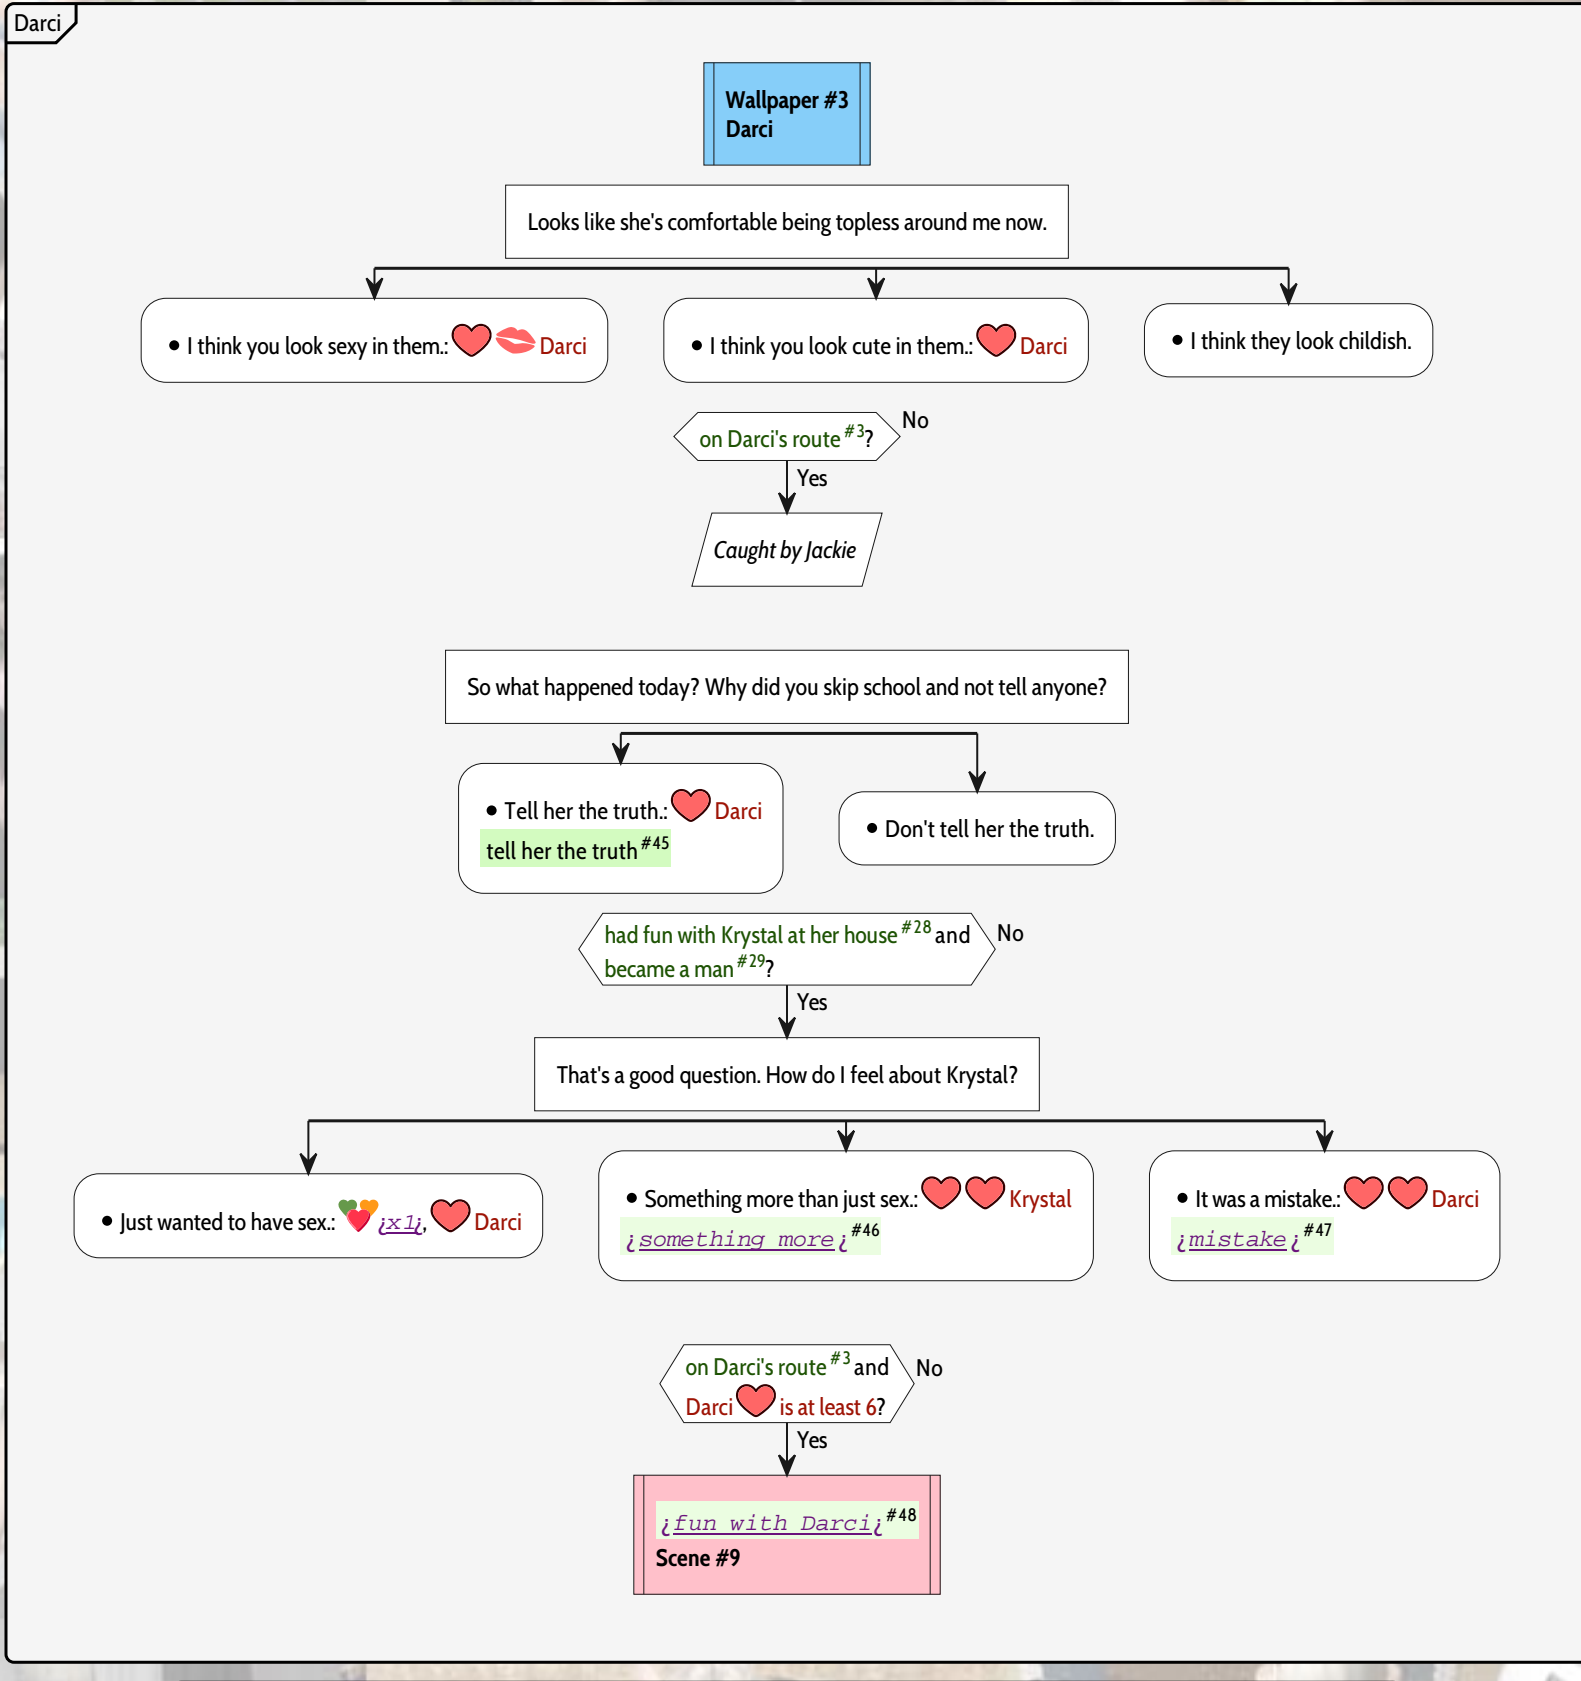 Darci
Wallpaper #3
Darci
Looks like she's comfortable being topless around me now.
• I think you look sexy in them.: Darci
• I think you look cute in them.: Darci
• I think they look childish.
on Darci's route #3?
No
Yes
Caught by Jackie
So what happened today? Why did you skip school and not tell anyone?
• Tell her the truth.: Darci
tell her the truth #45
• Don't tell her the truth.
had fun with Krystal at her house #28 and
became a man #29?
No
Yes
That's a good question. How do I feel about Krystal?
• Just wanted to have sex.: ¿x1¿, Darci
• Something more than just sex.: Krystal
¿something more¿ #46
• It was a mistake.: Darci
¿mistake¿ #47
on Darci's route #3 and
Darci is at least 6?
No
Yes
¿fun with Darci¿ #48
Scene #9